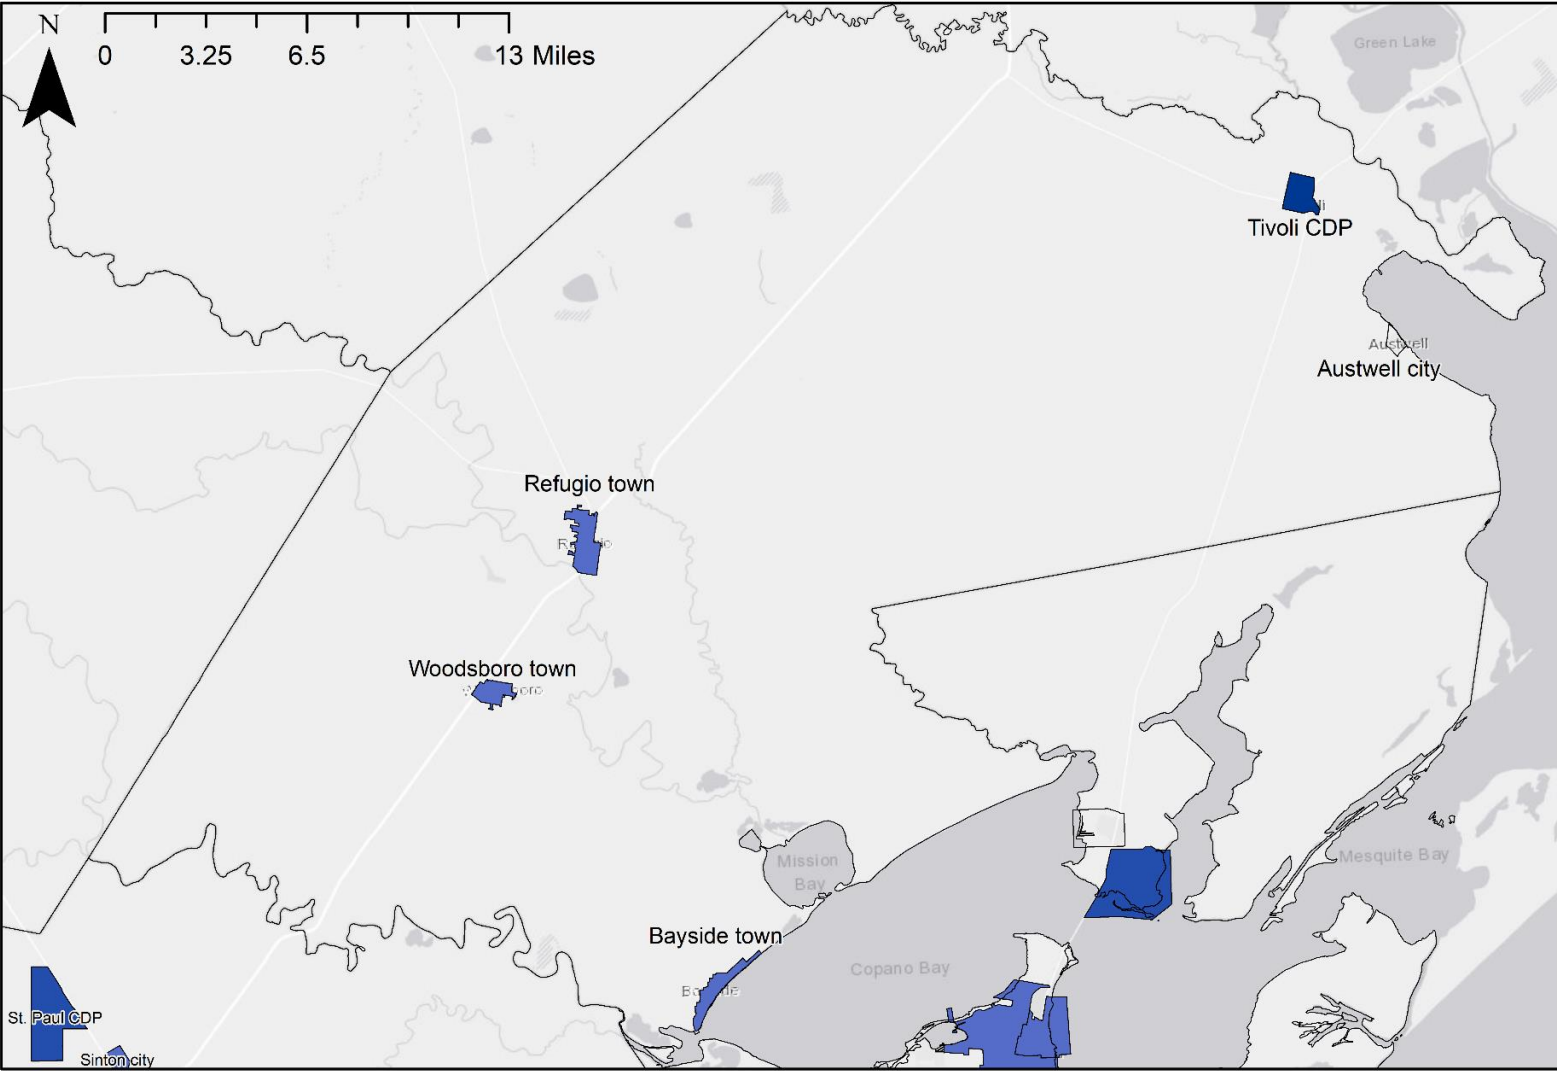 N
0 3.25 6.5 13 Miles
Green Lake
Tivoli CDP
Austwell
Austwell city
Refugio town
Woodsboro town
Mission
Bay
Mesquite Bay
Bayside town
Copano Bay
St. Paul CDP
Sinton city